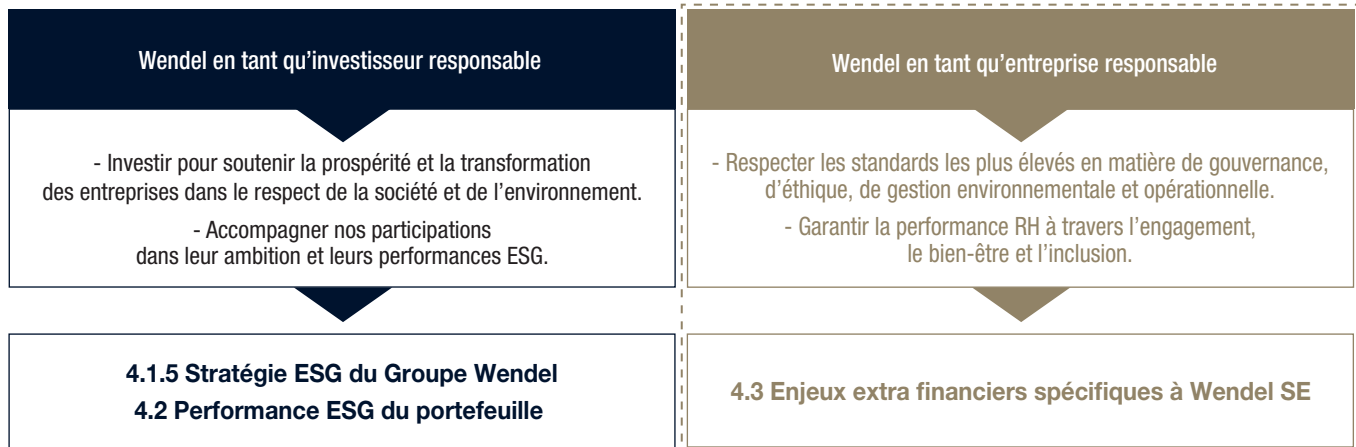 Wendel en tant qu’investisseur responsable
- Investir pour soutenir la prospérité et la transformation
des entreprises dans le respect de la société et de l’environnement.
- Accompagner nos participations
dans leur ambition et leurs performances ESG.
4.1.5 Stratégie ESG du Groupe Wendel
4.2 Performance ESG du portefeuille
Wendel en tant qu’entreprise responsable
- Respecter les standards les plus élevés en matière de gouvernance,
d’éthique, de gestion environnementale et opérationnelle.
- Garantir la performance RH à travers l’engagement,
le bien-être et l’inclusion.
4.3 Enjeux extra financiers spécifiques à Wendel SE